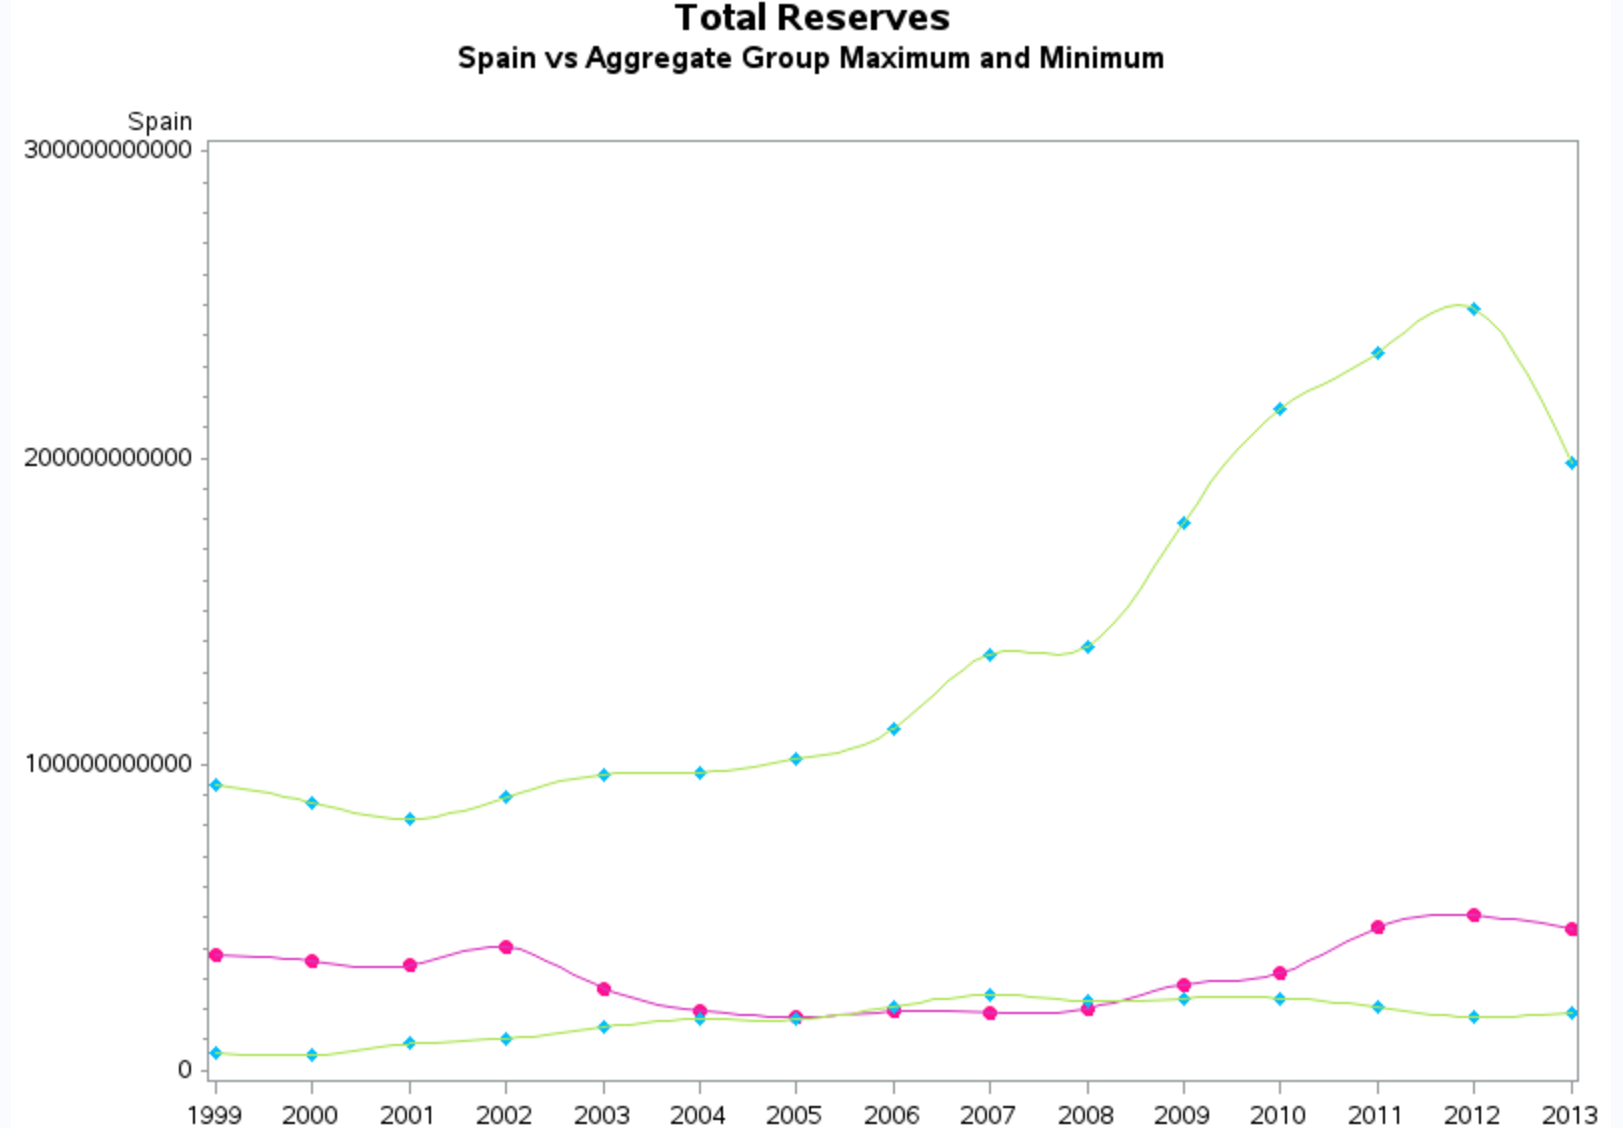 Total Reserves
Spain vs Aggregate Group Maximum and Minimum
Spain
300000000000
200000000000
100000000000
0
1999 2000 2001 2002 2003 2004 2005 2006 2007 2008 2009 2010 2011 2012 2013